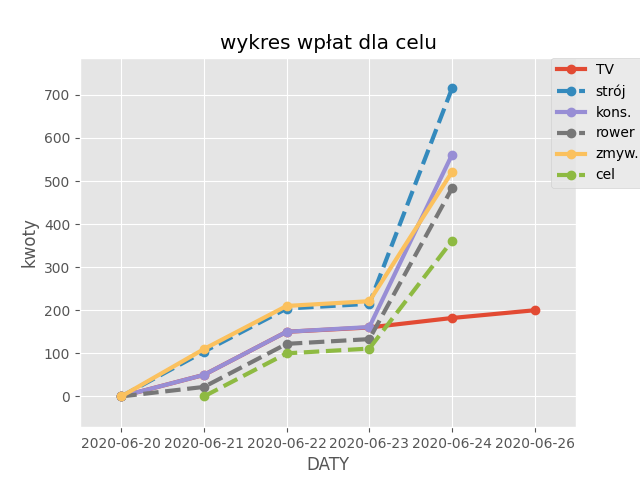 wykres wpłat dla celu
TV
strój
kons.
rower
zmyw.
cel
700
600
500
400
300
200
100
0
kwoty
2020-06-20 2020-06-21 2020-06-22 2020-06-23 2020-06-24 2020-06-26
DATY